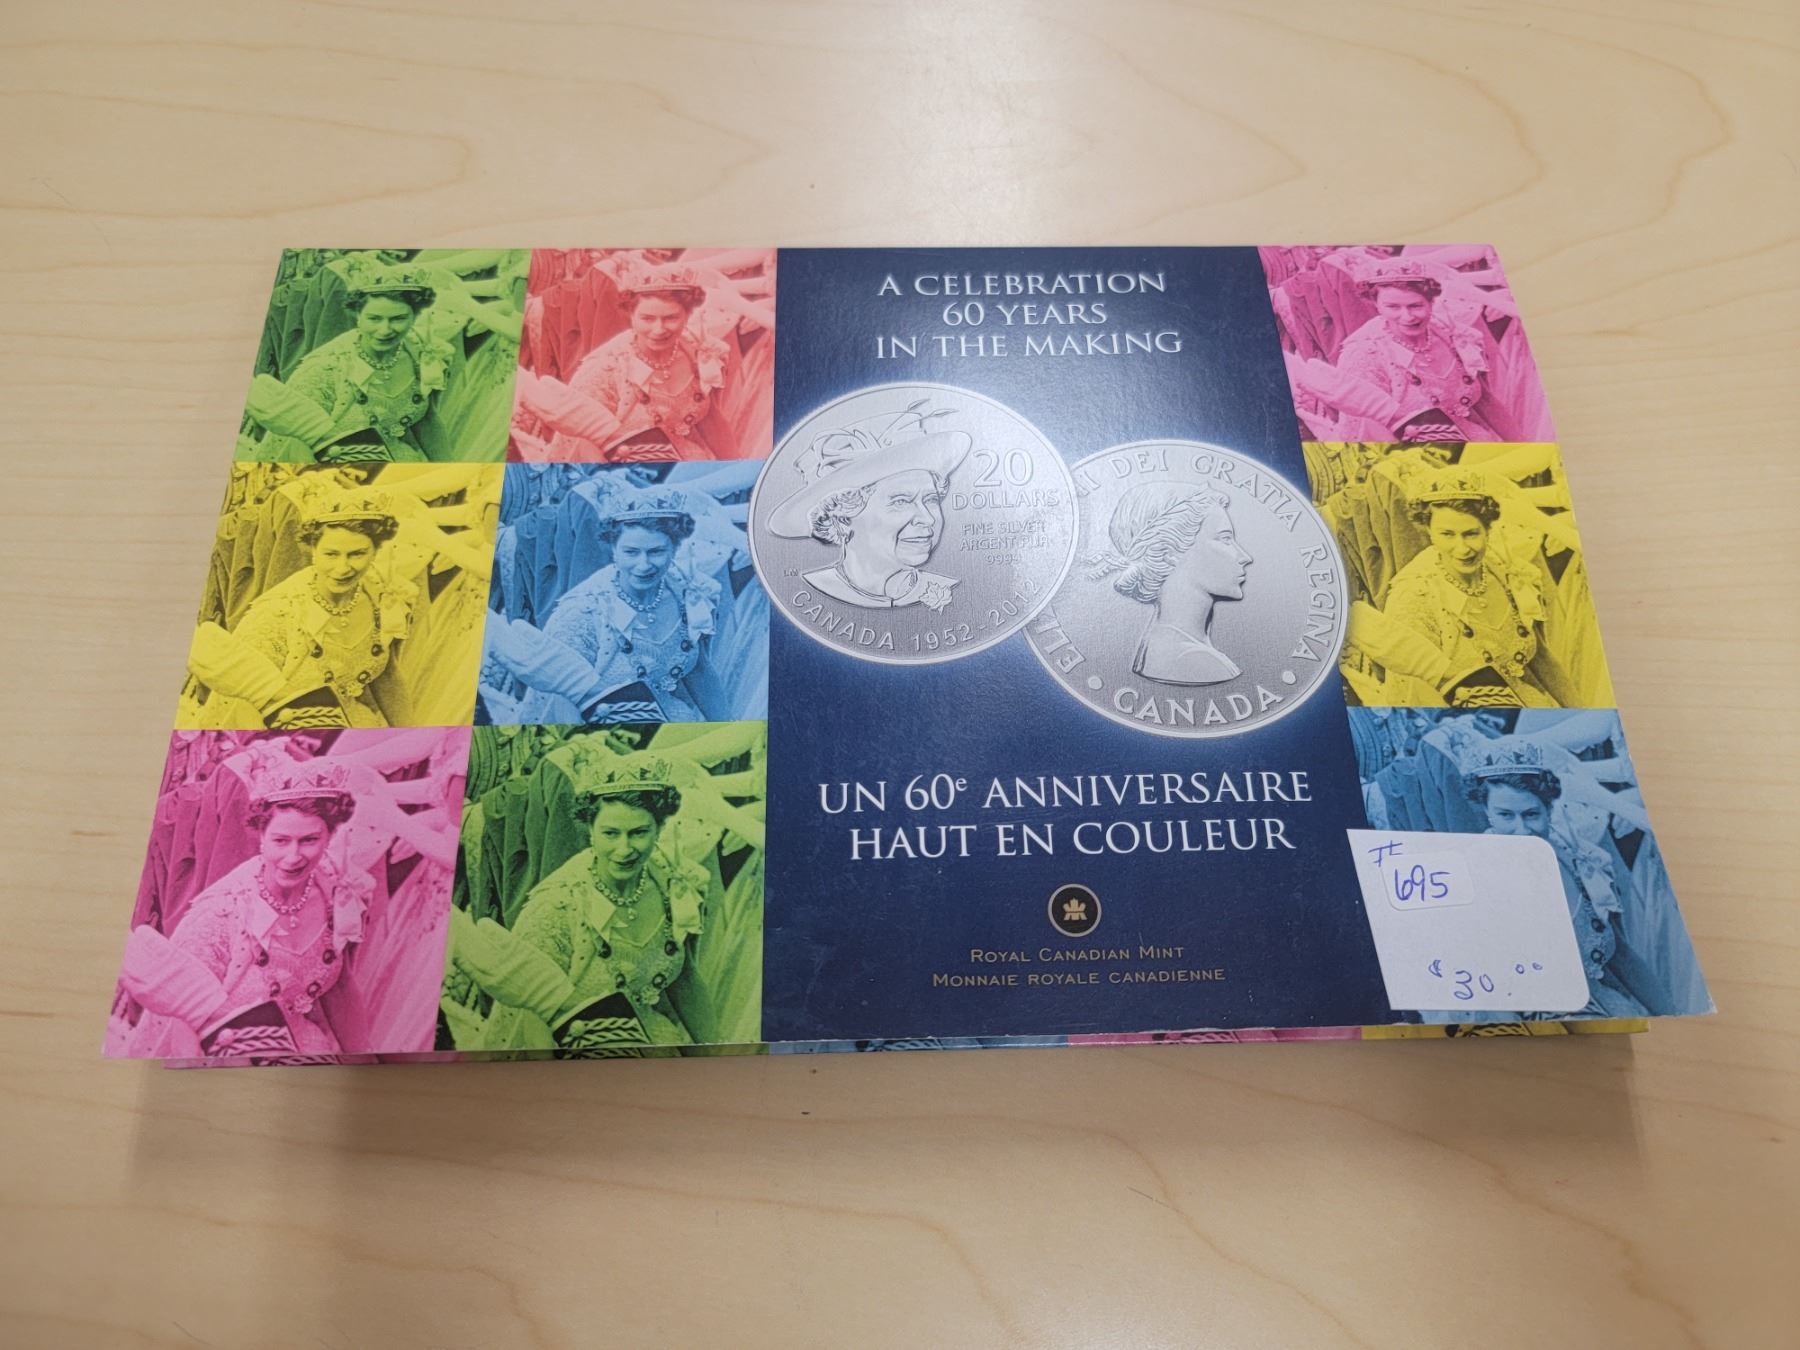 A CELEBRATION
60 YEARS
IN THE MAKING
20
DOLLARS
FINE SILVER
ARGENT PUR
9999
LM
CANADA 1952-2012
DEI GRATIA REGINA
CANADA
UN 60e ANNIVERSAIRE
HAUT EN COULEUR
ROYAL CANADIAN MINT
MONNAIE ROYALE CANADIENNE
695
$30.00